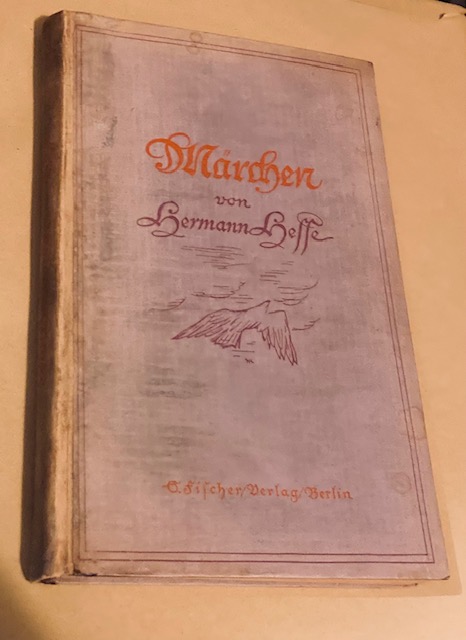 Märchen
von
Hermann Hesse
S. Fischer/Verlag/Berlin